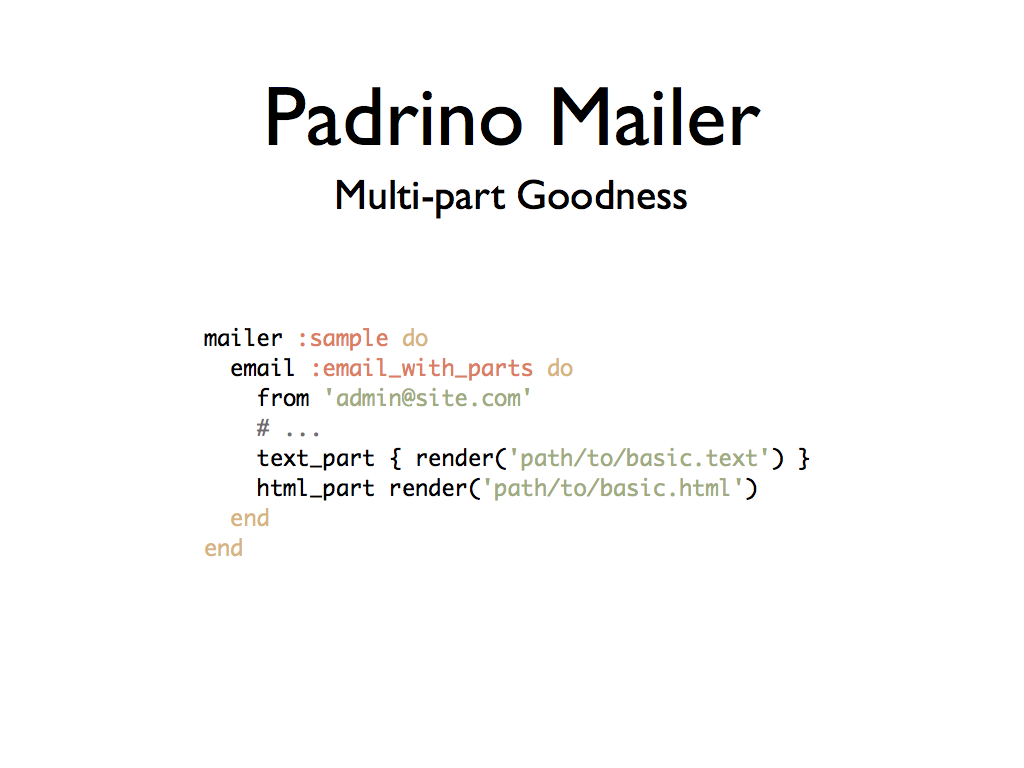 Padrino Mailer
Multi-part Goodness
mailer :sample do
  email :email_with_parts do
    from 'admin@site.com'
    # ...
    text_part { render('path/to/basic.text') }
    html_part render('path/to/basic.html')
  end
end